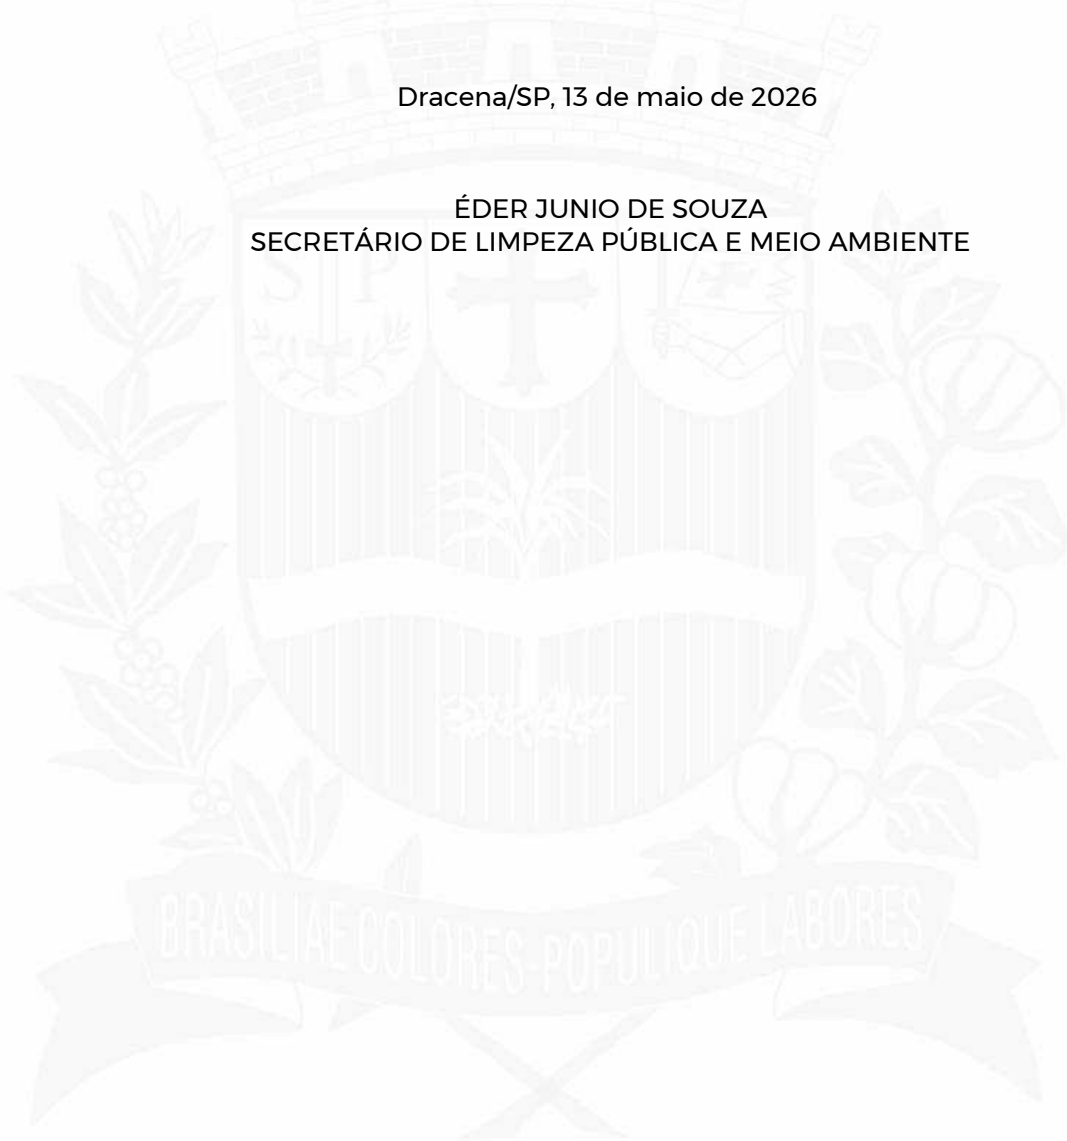 Dracena/SP, 13 de maio de 2026
ÉDER JUNIO DE SOUZA
SECRETÁRIO DE LIMPEZA PÚBLICA E MEIO AMBIENTE
S P
BRASILIAE COLORES-POPULIQUE LABORES